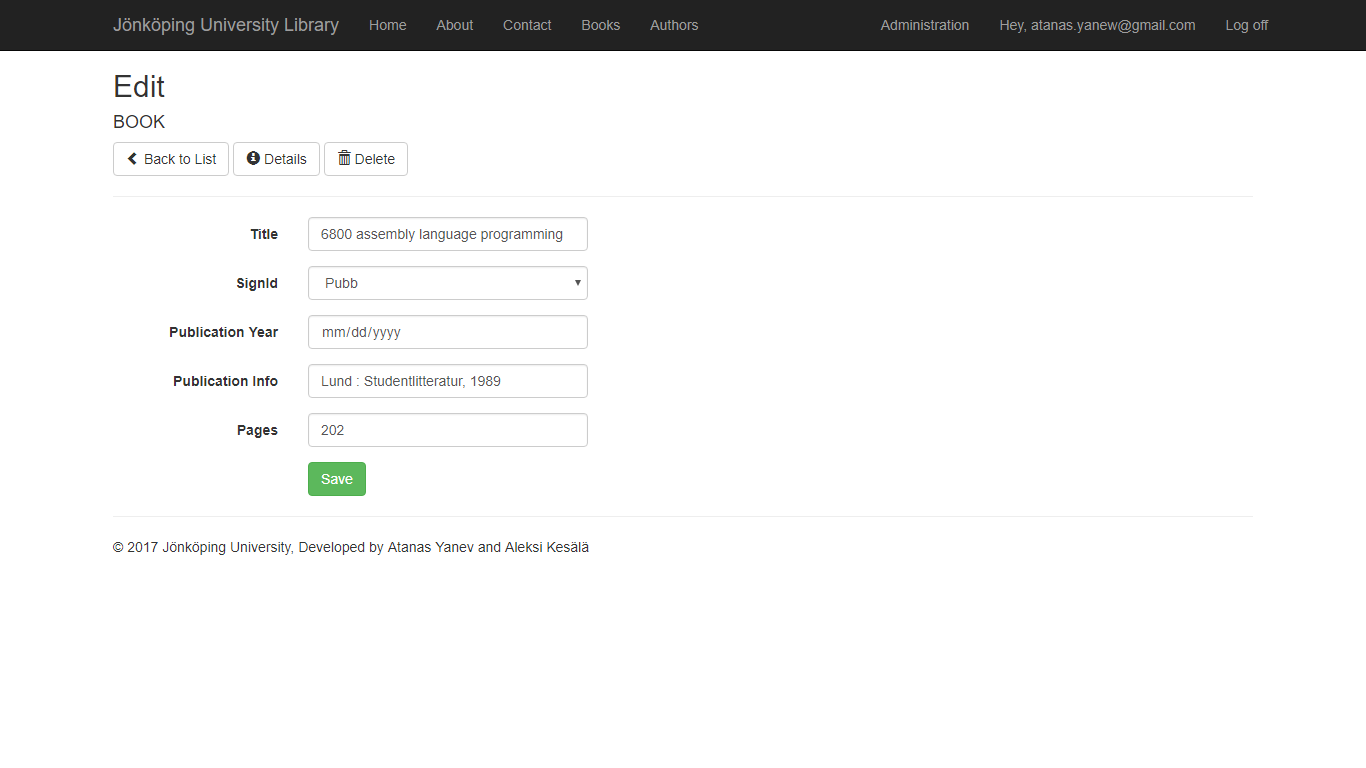 Jönköping University Library Home About Contact Books Authors Administration Hey, atanas.yanew@gmail.com Log off
Edit
BOOK
Back to List Details Delete
Title 6800 assembly language programming
SignId Pubb
Publication Year mm/dd/yyyy
Publication Info Lund : Studentlitteratur, 1989
Pages 202
Save
© 2017 Jönköping University, Developed by Atanas Yanev and Aleksi Kesälä